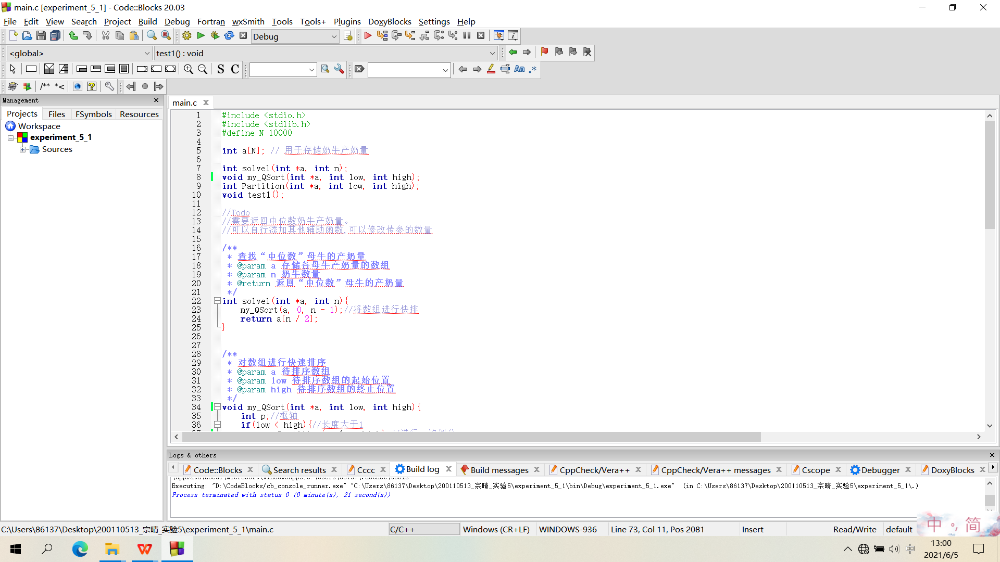 main.c [experiment_5_1] - Code::Blocks 20.03
File Edit View Search Project Build Debug Fortran wxSmith Tools Tools+ Plugins DoxyBlocks Settings Help
Debug
<global> test1() : void
S C Aa .*
/** *<
Management
Projects Files FSymbols Resources
Workspace
experiment_5_1
Sources
main.c
1 #include <stdio.h>
2 #include <stdlib.h>
3 #define N 10000
4
5 int a[N]; // 用于存储奶牛产奶量
6
7 int solve1(int *a, int n);
8 void my_QSort(int *a, int low, int high);
9 int Partition(int *a, int low, int high);
10 void test1();
11
12 //Todo
13 //需要返回中位数奶牛产奶量。
14 //可以自行添加其他辅助函数,可以修改传参的数量
15
16 /**
17 * 查找“中位数”母牛的产奶量
18 * @param a 存储各母牛产奶量的数组
19 * @param n 奶牛数量
20 * @return 返回“中位数”母牛的产奶量
21 */
22 int solve1(int *a, int n){
23 my_QSort(a, 0, n - 1);//将数组进行快排
24 return a[n / 2];
25 }
26
27
28 /**
29 * 对数组进行快速排序
30 * @param a 待排序数组
31 * @param low 待排序数组的起始位置
32 * @param high 待排序数组的终止位置
33 */
34 void my_QSort(int *a, int low, int high){
35 int p;//枢轴
36 if(low < high){//长度大于1
Logs & others
Code::Blocks Search results Cccc Build log Build messages CppCheck/Vera++ CppCheck/Vera++ messages Cscope Debugger DoxyBlocks
\AppData\Local\Microsoft\WindowsApps;C:\Users\86137\.dotnet\tools
Executing: "D:\CodeBlocks/cb_console_runner.exe" "C:\Users\86137\Desktop\200110513_宗晴_实验5\experiment_5_1\bin\Debug\experiment_5_1.exe" (in C:\Users\86137\Desktop\200110513_宗晴_实验5\experiment_5_1\.)
Process terminated with status 0 (0 minute(s), 21 second(s))
C:\Users\86137\Desktop\200110513_宗晴_实验5\experiment_5_1\main.c C/C++ Windows (CR+LF) WINDOWS-936 Line 73, Col 11, Pos 2081 Insert Read/Write default
中 °, 简
中 13:00
2021/6/5